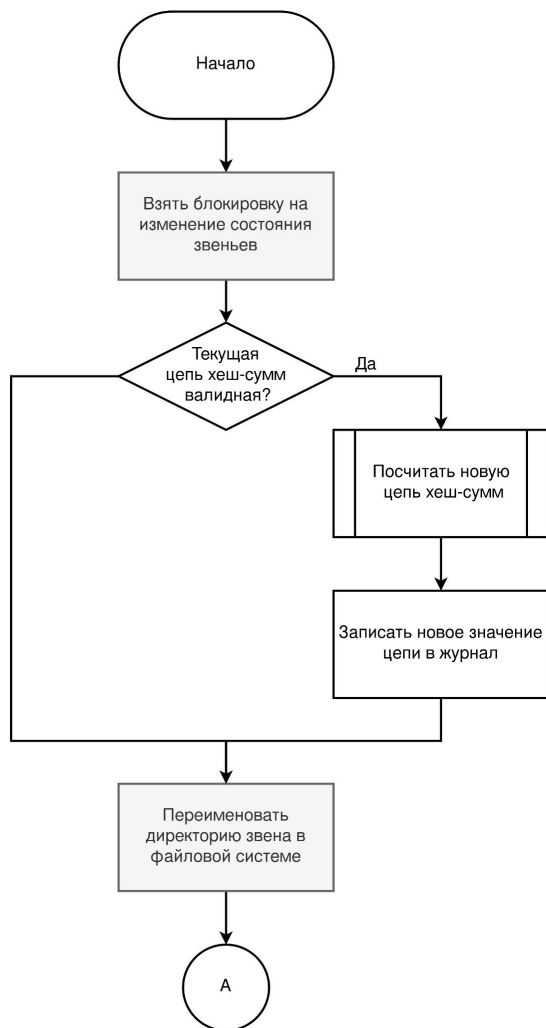 Начало
Взять блокировку на
изменение состояния
звеньев
Текущая
цепь хеш-сумм
валидная?
Да
Посчитать новую
цепь хеш-сумм
Записать новое значение
цепи в журнал
Переименовать
директорию звена в
файловой системе
А